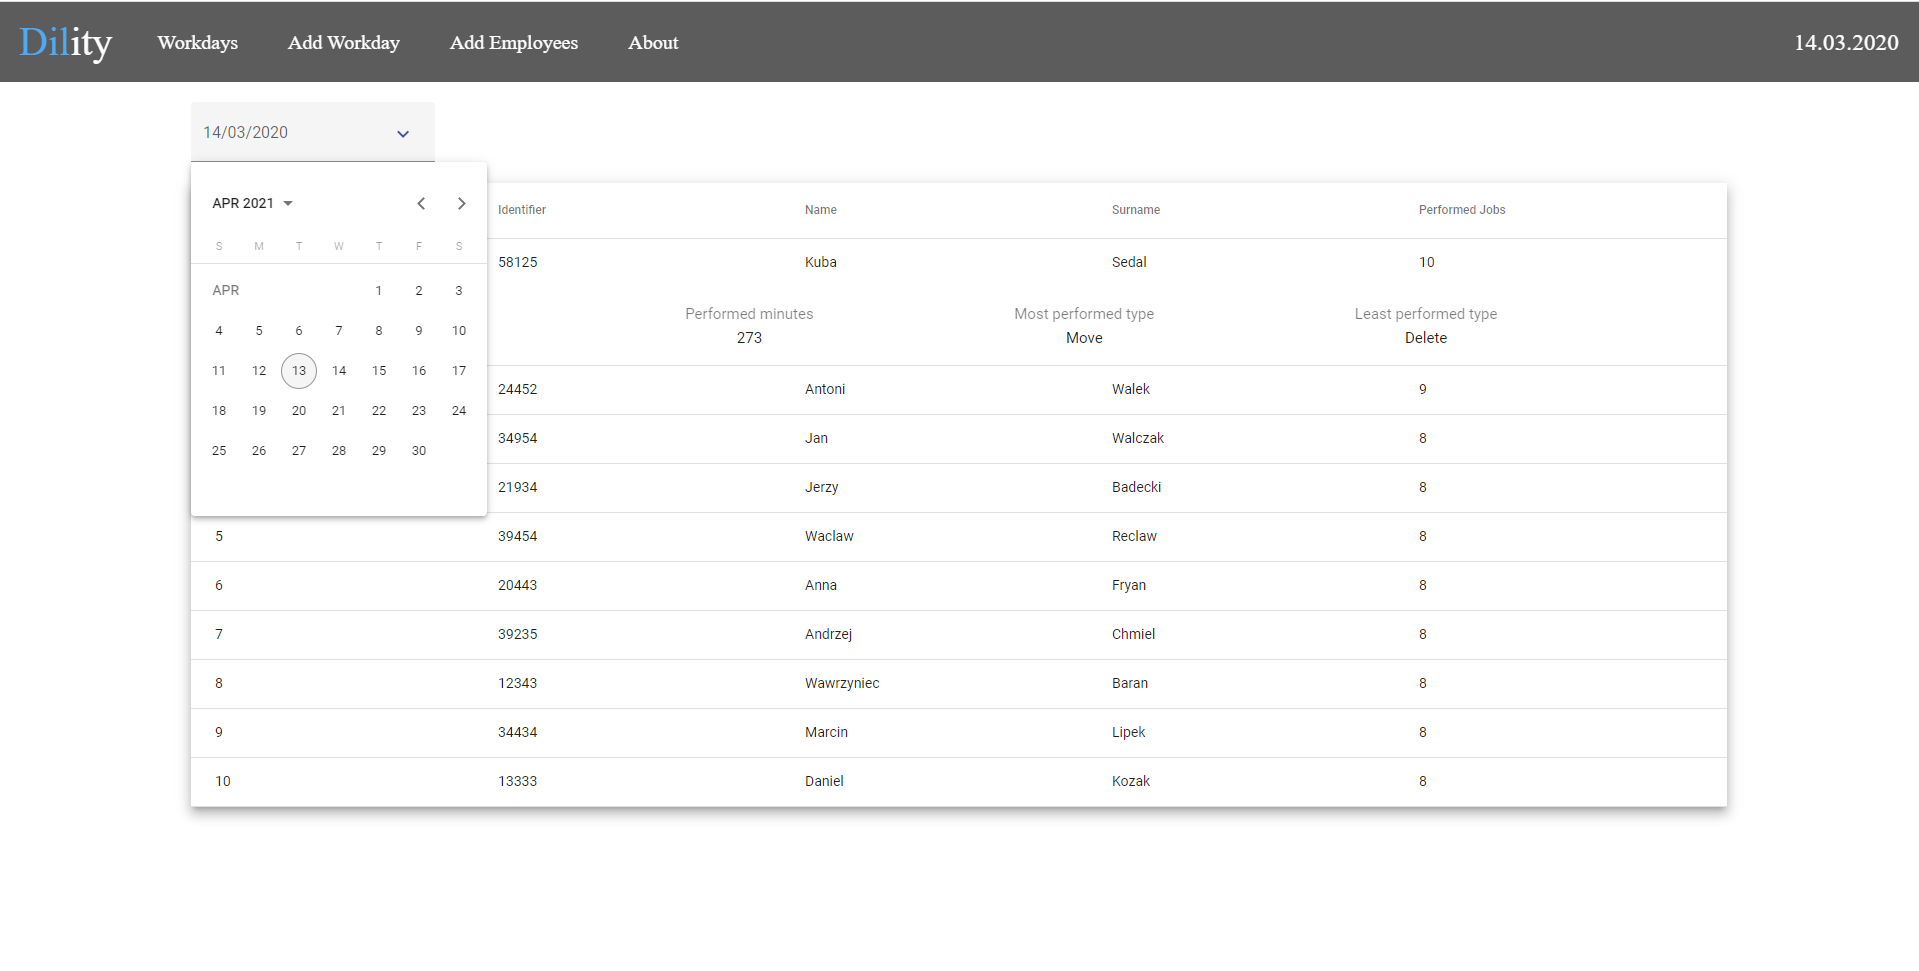 Dility Workdays Add Workday Add Employees About 14.03.2020
14/03/2020
APR 2021
S M T W T F S
APR 1 2 3
4 5 6 7 8 9 10
11 12 13 14 15 16 17
18 19 20 21 22 23 24
25 26 27 28 29 30
Identifier Name Surname Performed Jobs
58125 Kuba Sedal 10
Performed minutes Most performed type Least performed type
273 Move Delete
24452 Antoni Walek 9
34954 Jan Walczak 8
21934 Jerzy Badecki 8
5 39454 Waclaw Reclaw 8
6 20443 Anna Fryan 8
7 39235 Andrzej Chmiel 8
8 12343 Wawrzyniec Baran 8
9 34434 Marcin Lipek 8
10 13333 Daniel Kozak 8